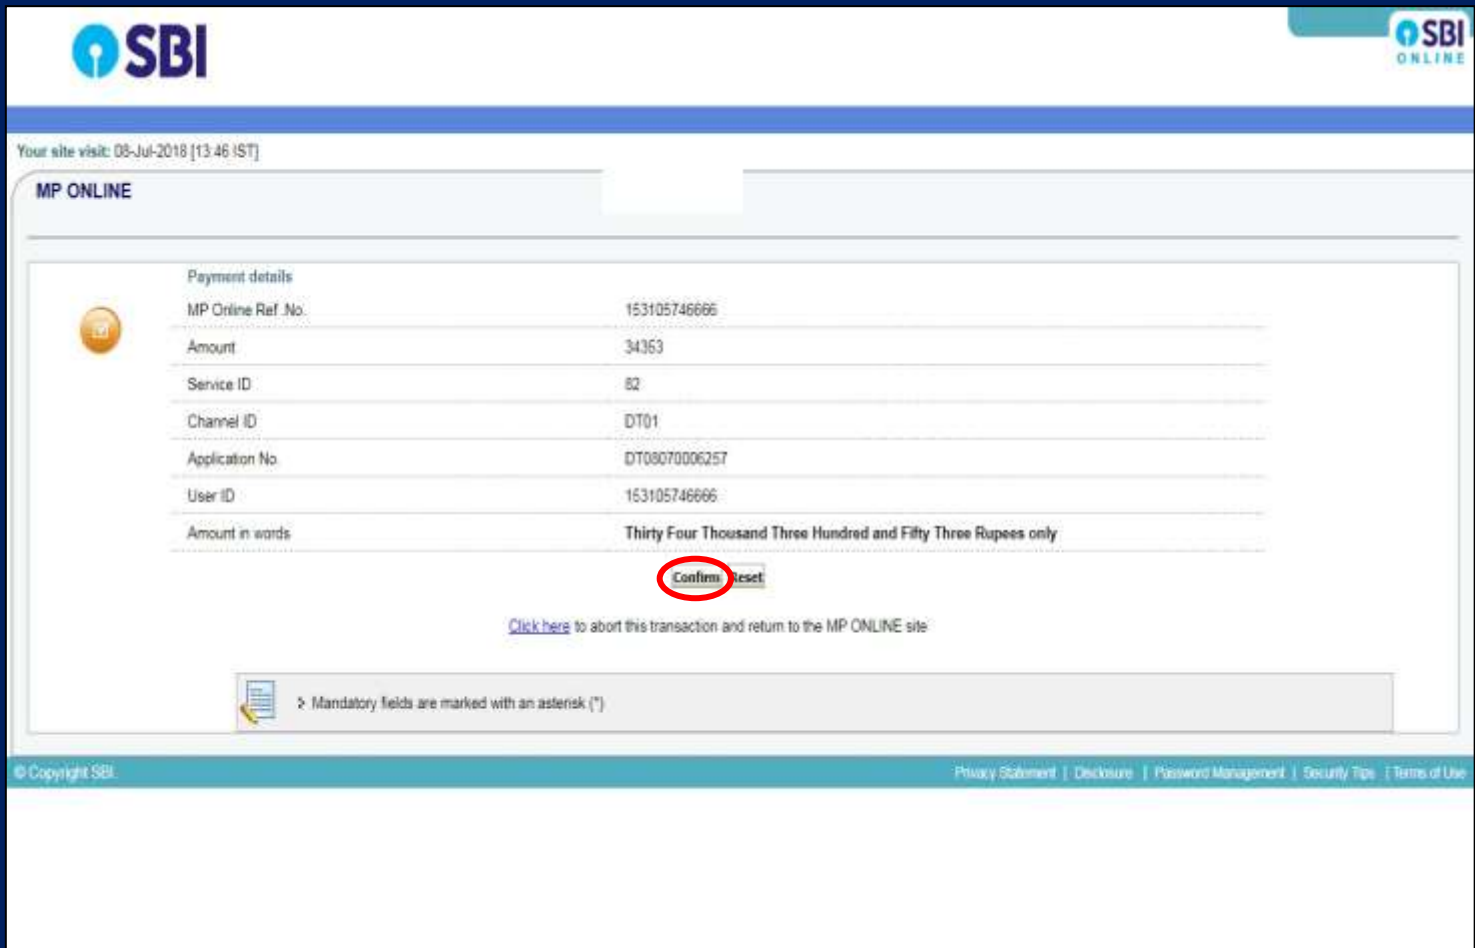 SBI
SBI
ONLINE
Your site visit: 08-Jul-2018 [13:46 IST]
MP ONLINE
Payment details
MP Online Ref .No. 153105746666
Amount 34353
Service ID 82
Channel ID DT01
Application No. DT08070006257
User ID 153105746666
Amount in words Thirty Four Thousand Three Hundred and Fifty Three Rupees only
Confirm Reset
Click here to abort this transaction and return to the MP ONLINE site
> Mandatory fields are marked with an asterisk (*)
© Copyright SBI. Privacy Statement | Disclosure | Password Management | Security Tips | Terms of Use